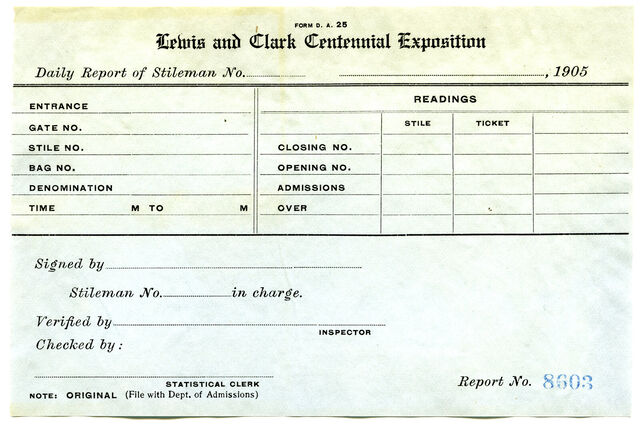 FORM D. A. 25
Lewis and Clark Centennial Exposition
Daily Report of Stileman No. , 1905
ENTRANCE
GATE NO.
STILE NO.
BAG NO.
DENOMINATION
TIME M TO M
READINGS
STILE TICKET
CLOSING NO.
OPENING NO.
ADMISSIONS
OVER
Signed by
Stileman No. in charge.
Verified by
INSPECTOR
Checked by:
STATISTICAL CLERK
NOTE: ORIGINAL (File with Dept. of Admissions)
Report No. 8603